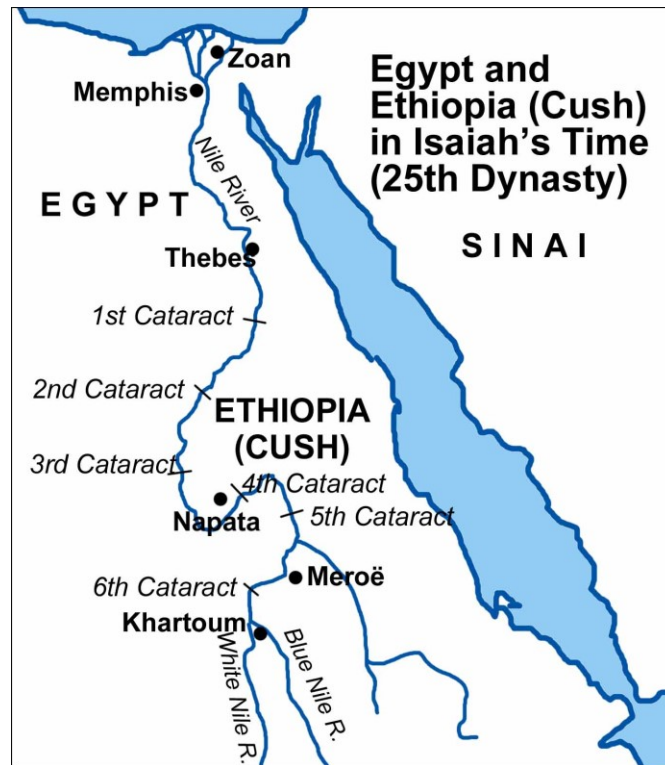 Zoan
Memphis
Egypt and
Ethiopia (Cush)
in Isaiah's Time
(25th Dynasty)
Nile River
EGYPT
SINAI
Thebes
1st Cataract
2nd Cataract
ETHIOPIA
(CUSH)
3rd Cataract
4th Cataract
Napata
5th Cataract
6th Cataract
Meroë
Khartoum
White Nile R.
Blue Nile R.